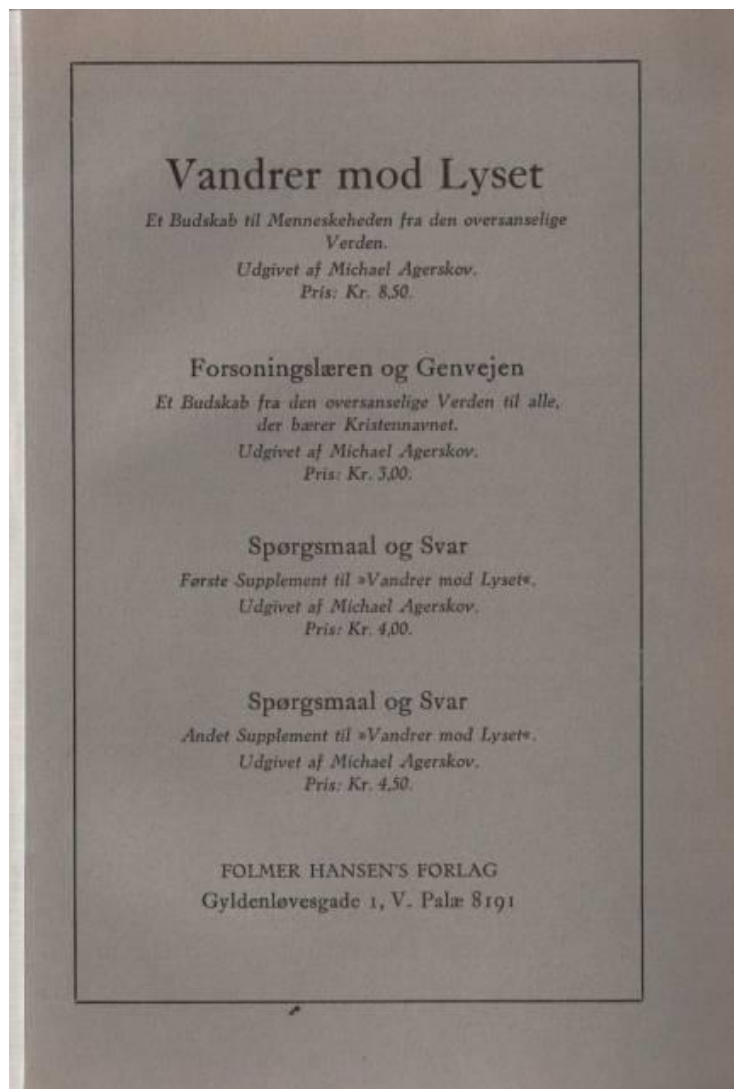 Vandrer mod Lyset
Et Budskab til Menneskeheden fra den oversanselige
Verden.
Udgivet af Michael Agerskov.
Pris: Kr. 8,50.
Forsoningslæren og Genvejen
Et Budskab fra den oversanselige Verden til alle,
der bærer Kristennavnet.
Udgivet af Michael Agerskov.
Pris: Kr. 3,00.
Spørgsmaal og Svar
Første Supplement til »Vandrer mod Lyset«.
Udgivet af Michael Agerskov.
Pris: Kr. 4,00.
Spørgsmaal og Svar
Andet Supplement til »Vandrer mod Lyset«.
Udgivet af Michael Agerskov.
Pris: Kr. 4,50.
FOLMER HANSEN'S FORLAG
Gyldenløvesgade 1, V. Palæ 8191